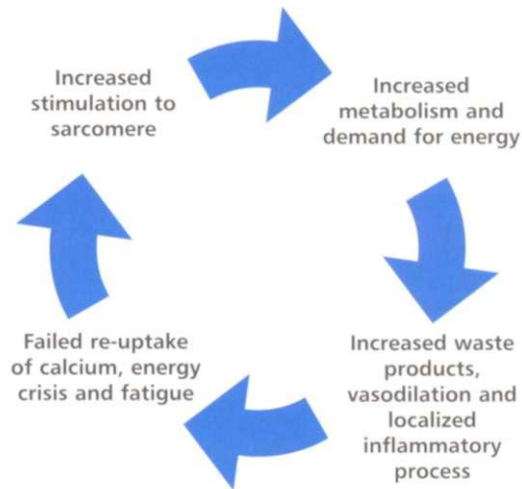 Increased
stimulation to
sarcomere
Increased
metabolism and
demand for energy
Increased waste
products,
vasodilation and
localized
inflammatory
process
Failed re-uptake
of calcium, energy
crisis and fatigue